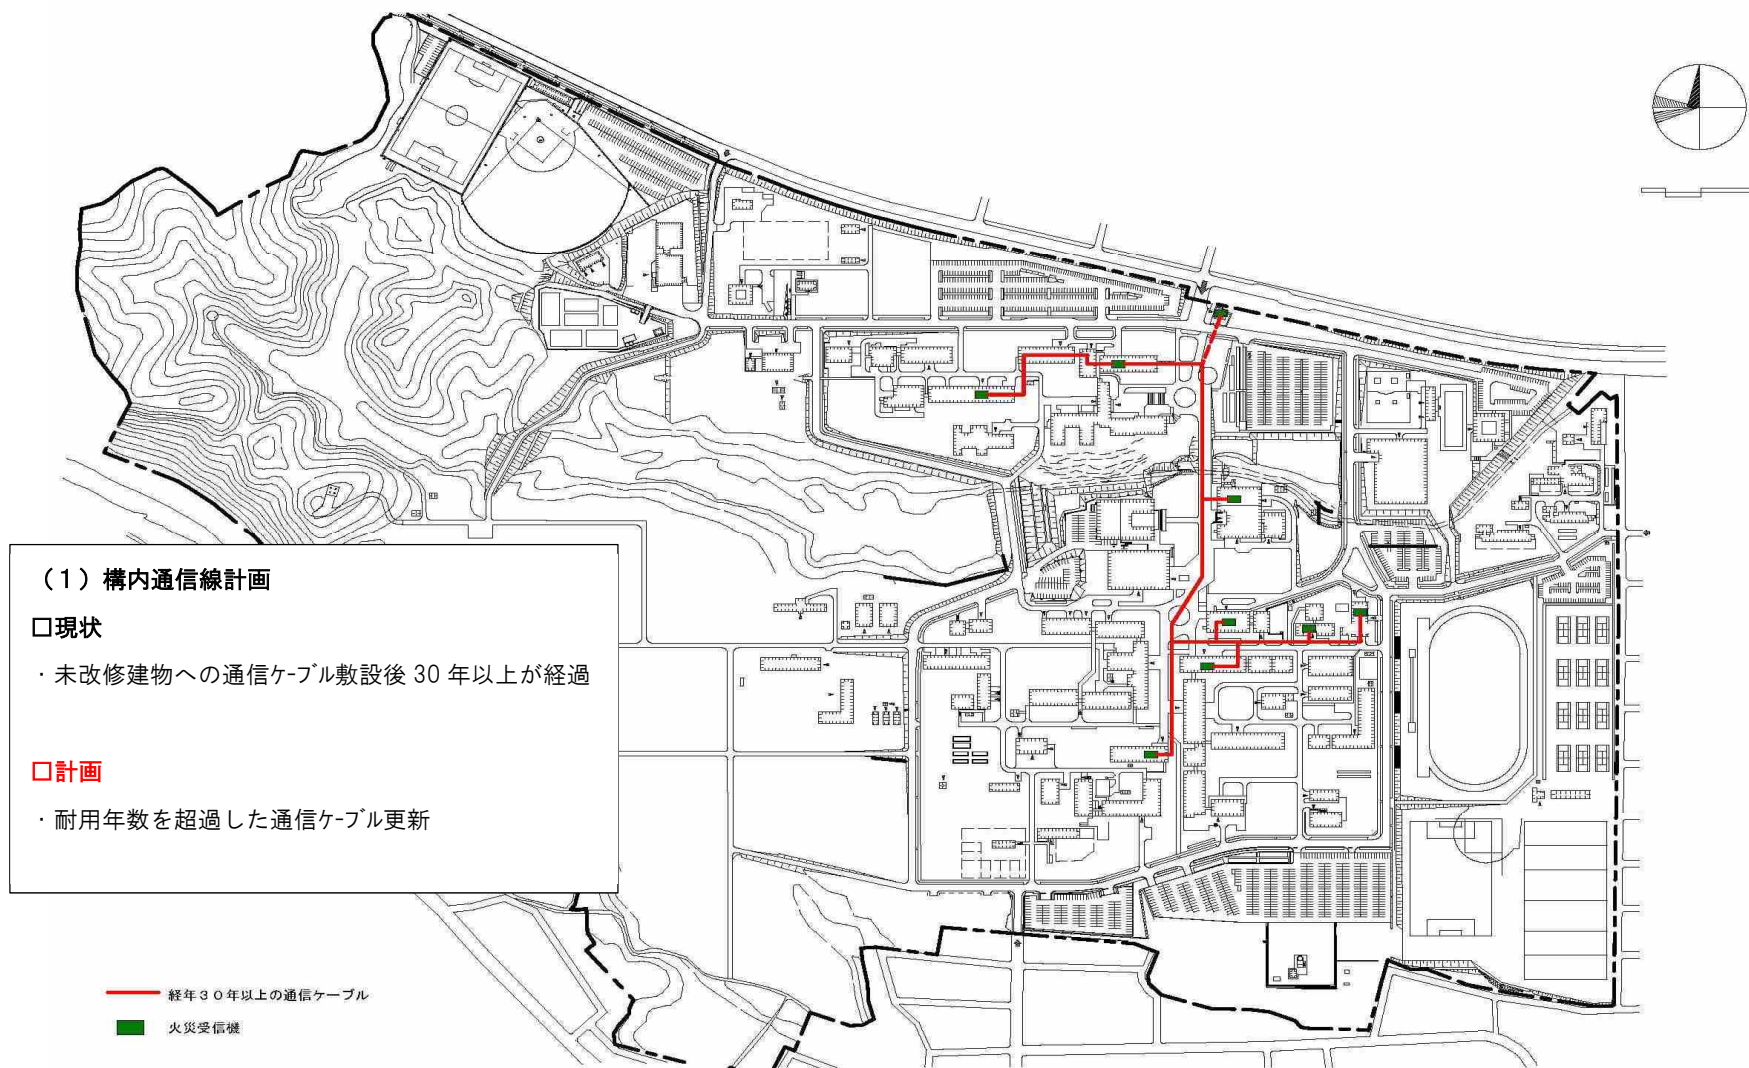 （１）構内通信線計画
□現状
・未改修建物への通信ｹｰﾌﾞﾙ敷設後 30 年以上が経過
□計画
・耐用年数を超過した通信ｹｰﾌﾞﾙ更新
経年３０年以上の通信ケーブル
火災受信機